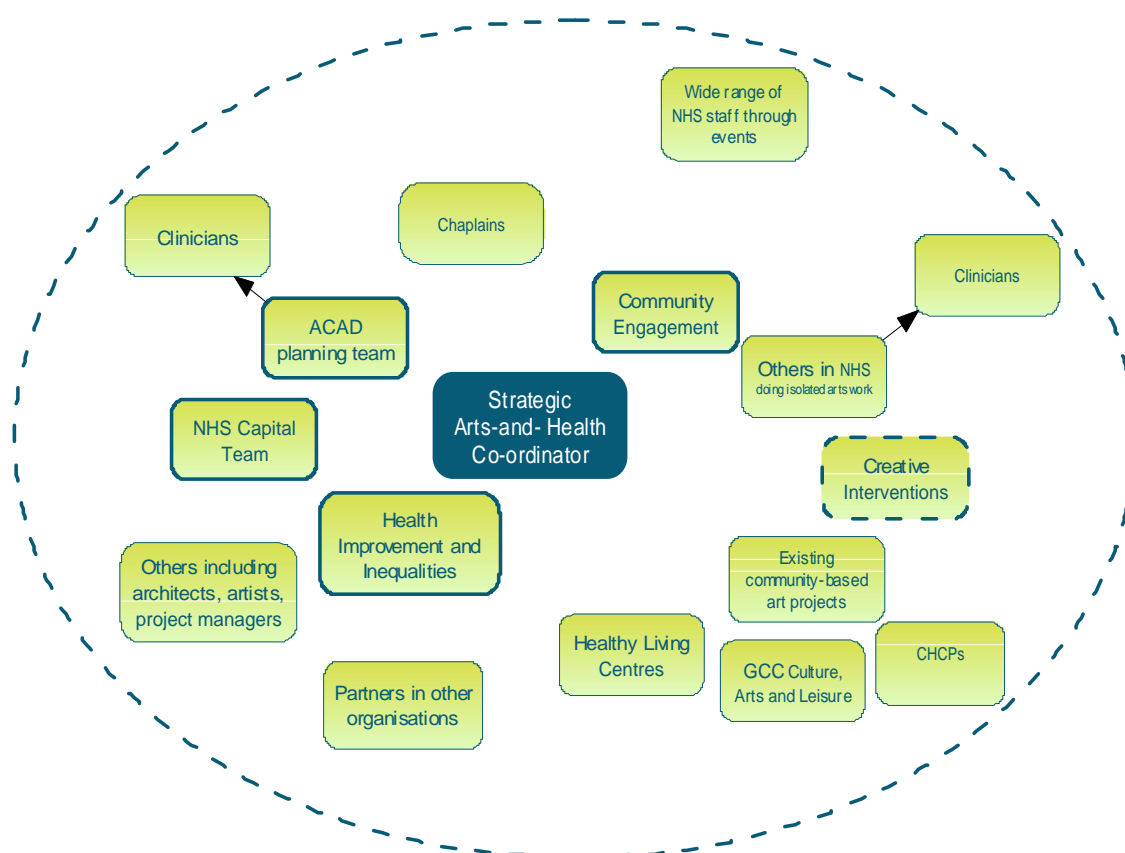 Wide range of
NHS staff through
events
Chaplains
Clinicians
Clinicians
Community
Engagement
ACAD
planning team
Others in NHS
doing isolated arts work
Strategic
Arts-and- Health
Co-ordinator
NHS Capital
Team
Creative
Interventions
Health
Improvement and
Inequalities
Others including
architects, artists,
project managers
Existing
community-based
art projects
Healthy Living
Centres
GCC Culture,
Arts and Leisure
CHCPs
Partners in other
organisations